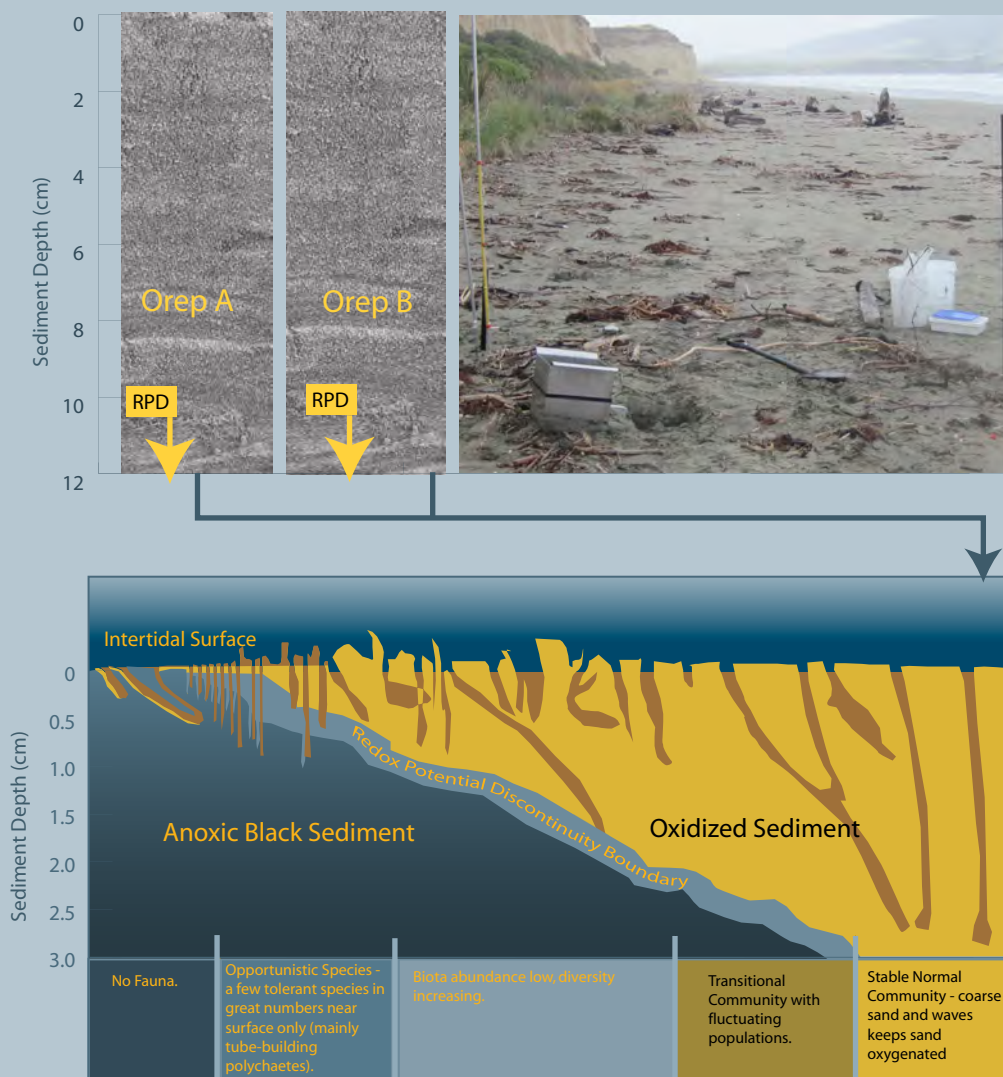 Sediment Depth (cm)
0
2
4
6
8
10
12
Orep A
Orep B
RPD
RPD
Sediment Depth (cm)
Intertidal Surface
0
0.5
1.0
1.5
2.0
2.5
3.0
Redox Potential Discontinuity Boundary
Anoxic Black Sediment
Oxidized Sediment
No Fauna.
Opportunistic Species -
a few tolerant species in
great numbers near
surface only (mainly
tube-building
polychaetes).
Biota abundance low, diversity
increasing.
Transitional
Community with
fluctuating
populations.
Stable Normal
Community - coarse
sand and waves
keeps sand
oxygenated